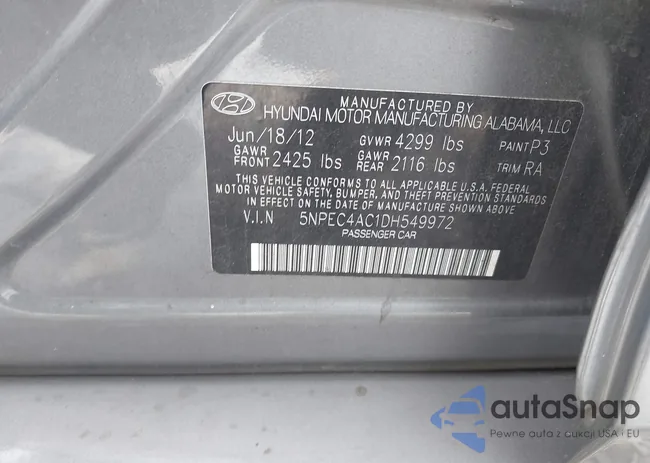 MANUFACTURED BY
HYUNDAI MOTOR MANUFACTURING ALABAMA, LLC
Jun/18/12 GVWR 4299 lbs PAINT P3
GAWR FRONT 2425 lbs GAWR REAR 2116 lbs TRIM RA
THIS VEHICLE CONFORMS TO ALL APPLICABLE U.S.A. FEDERAL
MOTOR VEHICLE SAFETY, BUMPER, AND THEFT PREVENTION STANDARDS
IN EFFECT ON THE DATE OF MANUFACTURE SHOWN ABOVE.
V.I.N 5NPEC4AC1DH549972
PASSENGER CAR
autaSnap
Pewne auta z aukcji USA i EU